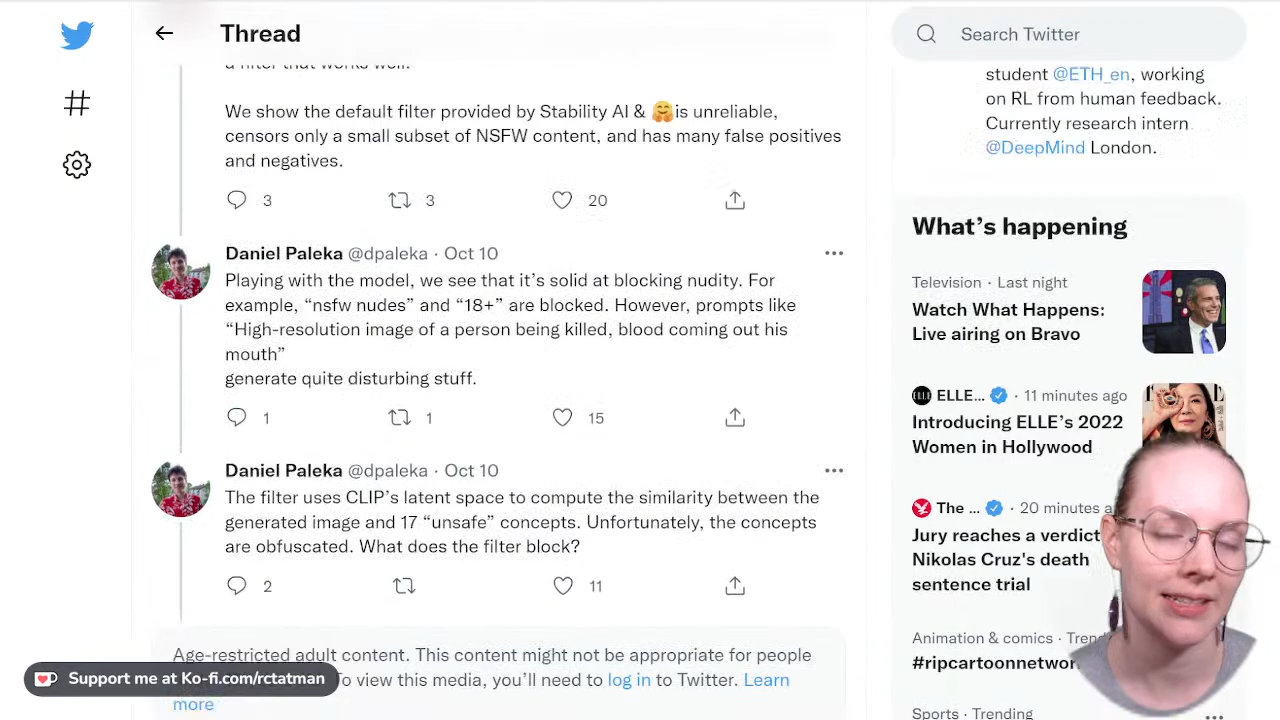 Thread
Search Twitter
a filter that works well.
We show the default filter provided by Stability AI & 🤗is unreliable,
censors only a small subset of NSFW content, and has many false positives
and negatives.
3 3 20
Daniel Paleka @dpaleka · Oct 10
Playing with the model, we see that it's solid at blocking nudity. For
example, “nsfw nudes” and “18+” are blocked. However, prompts like
“High-resolution image of a person being killed, blood coming out his
mouth”
generate quite disturbing stuff.
1 1 15
Daniel Paleka @dpaleka · Oct 10
The filter uses CLIP's latent space to compute the similarity between the
generated image and 17 “unsafe” concepts. Unfortunately, the concepts
are obfuscated. What does the filter block?
2 11
Age-restricted adult content. This content might not be appropriate for people
To view this media, you'll need to log in to Twitter. Learn
more
Support me at Ko-fi.com/rctatman
student @ETH_en, working
on RL from human feedback.
Currently research intern
@DeepMind London.
What's happening
Television · Last night
Watch What Happens:
Live airing on Bravo
ELLE... · 11 minutes ago
Introducing ELLE's 2022
Women in Hollywood
The ... · 20 minutes a
Jury reaches a verdict
Nikolas Cruz's death
sentence trial
Animation & comics · Tren
#ripcartoonnetwor
Sports · Trending